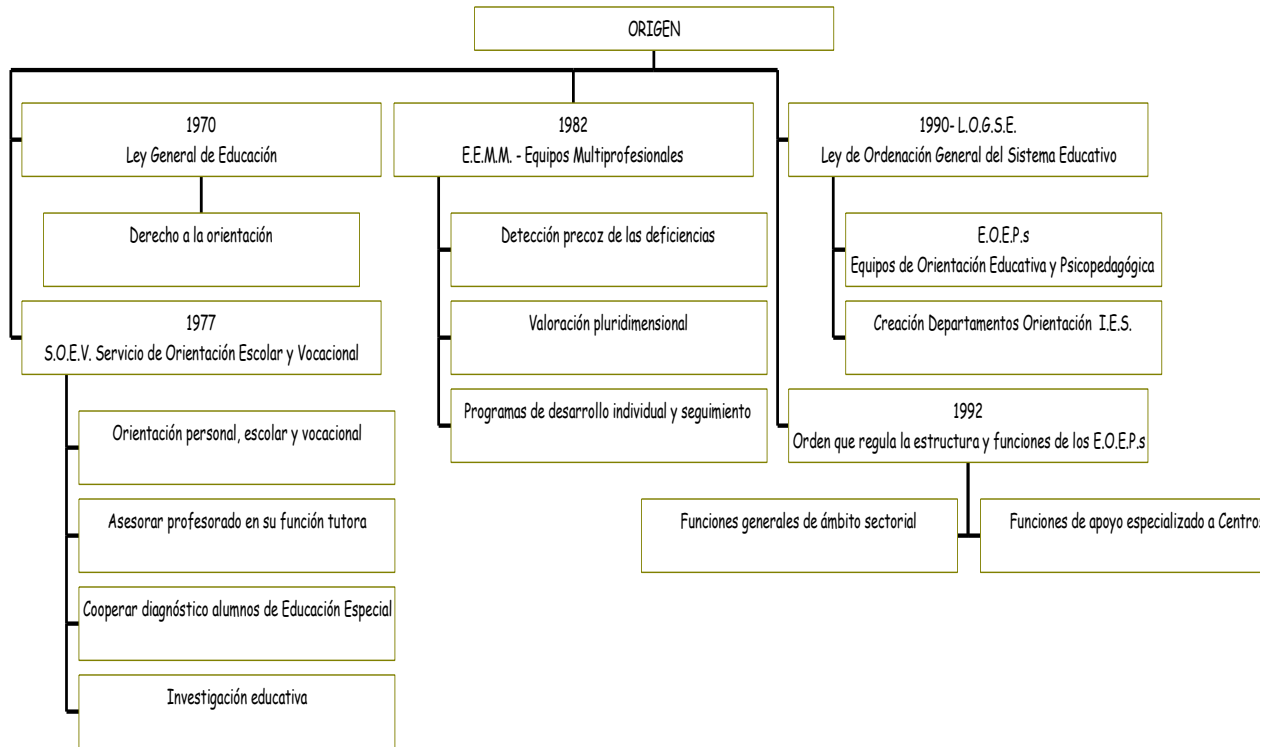 ORIGEN
1970
Ley General de Educación
Derecho a la orientación
1977
S.O.E.V. Servicio de Orientación Escolar y Vocacional
Orientación personal, escolar y vocacional
Asesorar profesorado en su función tutora
Cooperar diagnóstico alumnos de Educación Especial
Investigación educativa
1982
E.E.M.M. - Equipos Multiprofesionales
Detección precoz de las deficiencias
Valoración pluridimensional
Programas de desarrollo individual y seguimiento
1990- L.O.G.S.E.
Ley de Ordenación General del Sistema Educativo
E.O.E.P.s
Equipos de Orientación Educativa y Psicopedagógica
Creación Departamentos Orientación I.E.S.
1992
Orden que regula la estructura y funciones de los E.O.E.P.s
Funciones generales de ámbito sectorial
Funciones de apoyo especializado a Centros